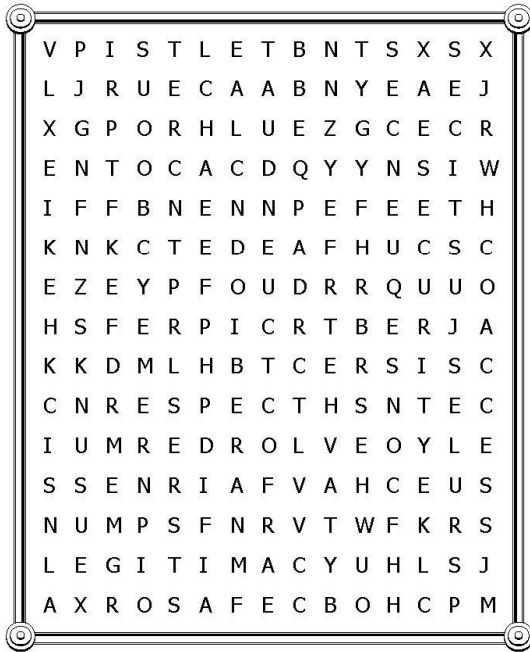 V P I S T L E T B N T S X S X
L J R U E C A A B N Y E A E J
X G P O R H L U E Z G C E C R
E N T O C A C D Q Y Y N S I W
I F F B N E N N P E F E E T H
K N K C T E D E A F H U C S C
E Z E Y P F O U D R R Q U U O
H S F E R P I C R T B E R J A
K K D M L H B T C E R S I S C
C N R E S P E C T H S N T E C
I U M R E D R O L V E O Y L E
S S E N R I A F V A H C E U S
N U M P S F N R V T W F K R S
L E G I T I M A C Y U H L S J
A X R O S A F E C B O H C P M